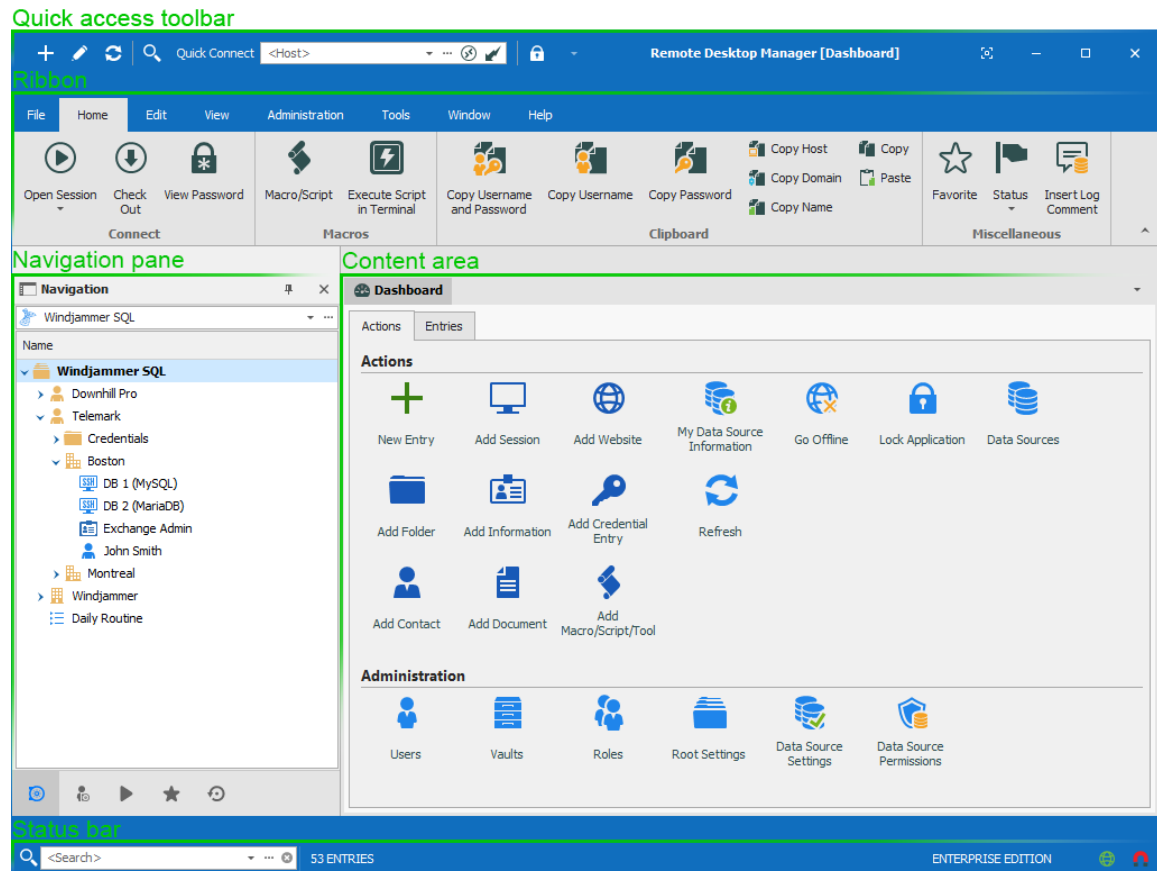 Quick access toolbar
Quick Connect <Host> Remote Desktop Manager [Dashboard]
Ribbon
File Home Edit View Administration Tools Window Help
Open Session
Check Out
View Password
Connect
Macro/Script
Execute Script in Terminal
Macros
Copy Username and Password
Copy Username
Copy Password
Copy Host
Copy Domain
Copy Name
Copy
Paste
Clipboard
Favorite
Status
Insert Log Comment
Miscellaneous
Navigation pane
Navigation
Windjammer SQL
Name
Windjammer SQL
Downhill Pro
Telemark
Credentials
Boston
SSH DB 1 (MySQL)
SSH DB 2 (MariaDB)
Exchange Admin
John Smith
Montreal
Windjammer
Daily Routine
Content area
Dashboard
Actions Entries
Actions
New Entry
Add Session
Add Website
My Data Source Information
Go Offline
Lock Application
Data Sources
Add Folder
Add Information
Add Credential Entry
Refresh
Add Contact
Add Document
Add Macro/Script/Tool
Administration
Users
Vaults
Roles
Root Settings
Data Source Settings
Data Source Permissions
Status bar
<Search> 53 ENTRIES ENTERPRISE EDITION